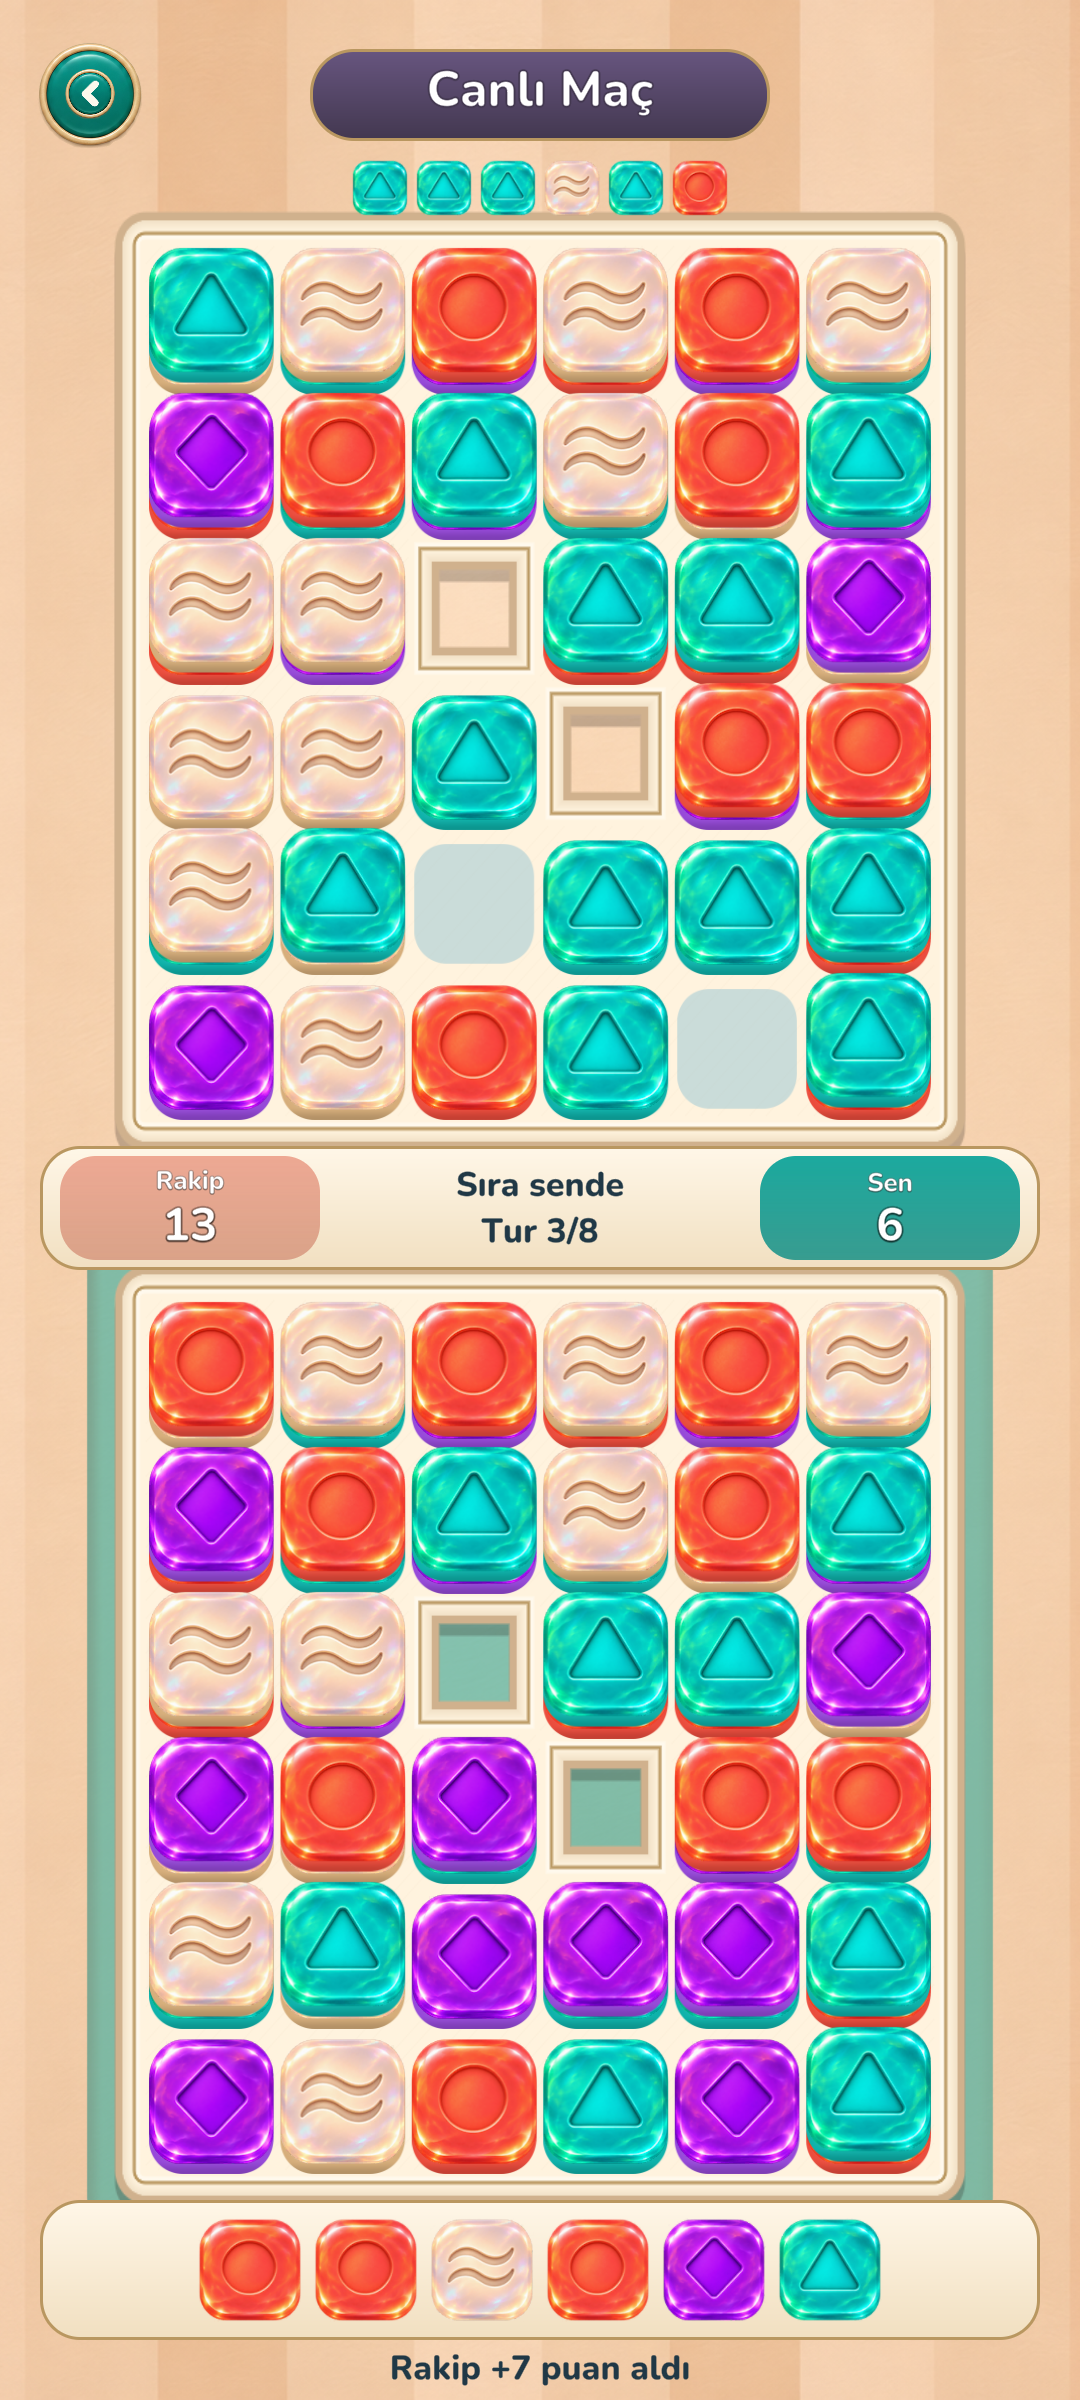 Canlı Maç
Rakip
13
Sıra sende
Tur 3/8
Sen
6
Rakip +7 puan aldı